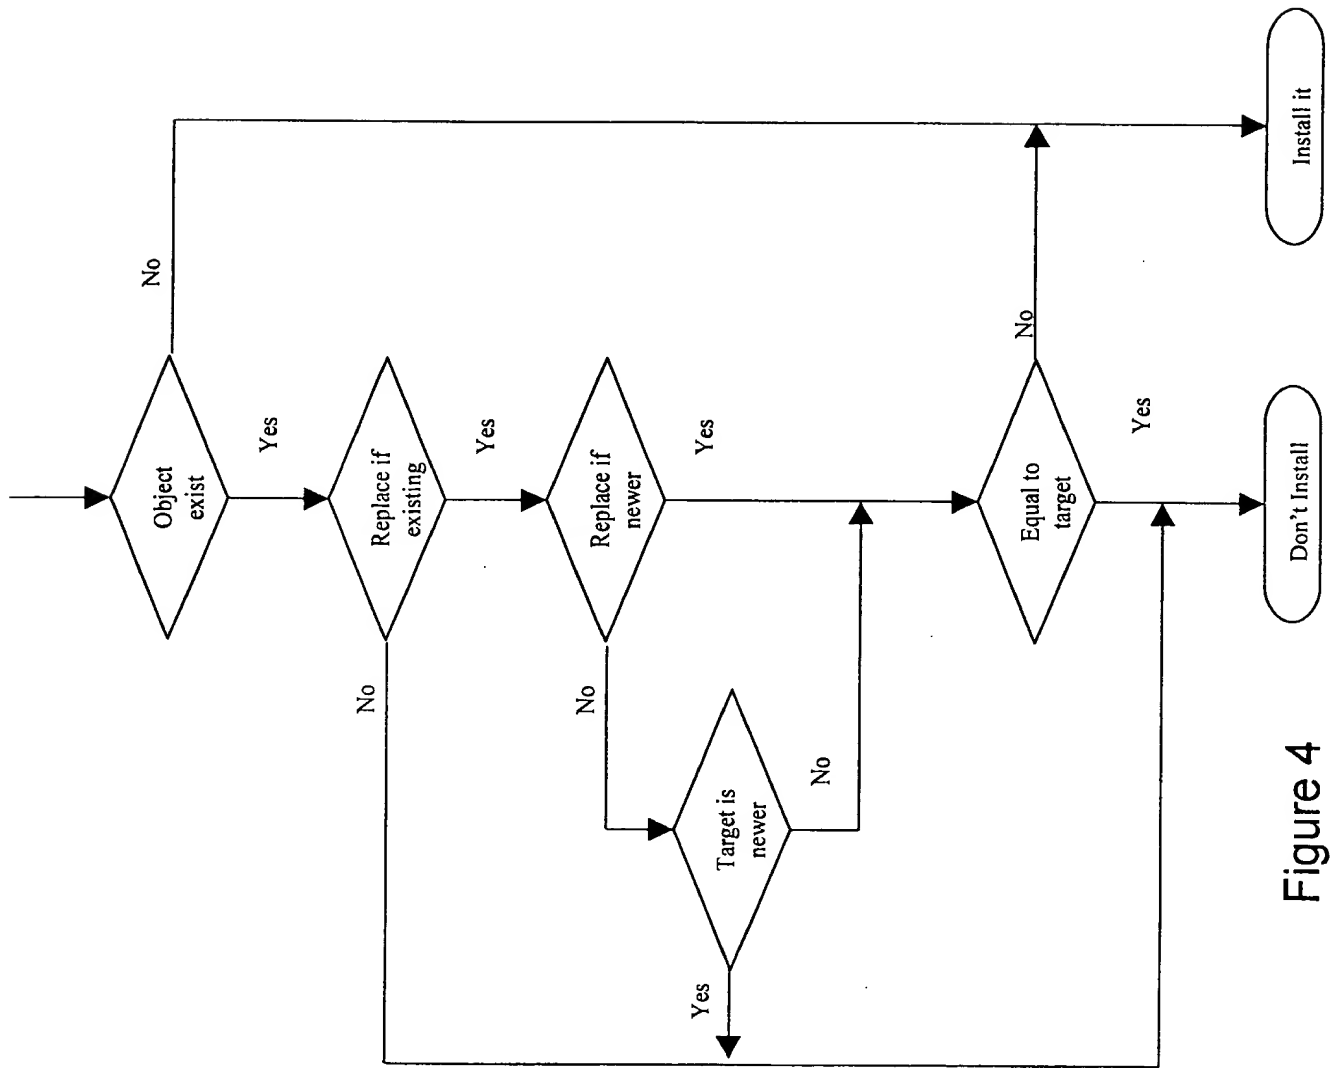 Object
exist
No
Yes
Replace if
existing
Yes
No
Replace if
newer
Yes
No
Target is
newer
No
Yes
Equal to
target
No
Yes
Don't Install
Install it
Figure 4